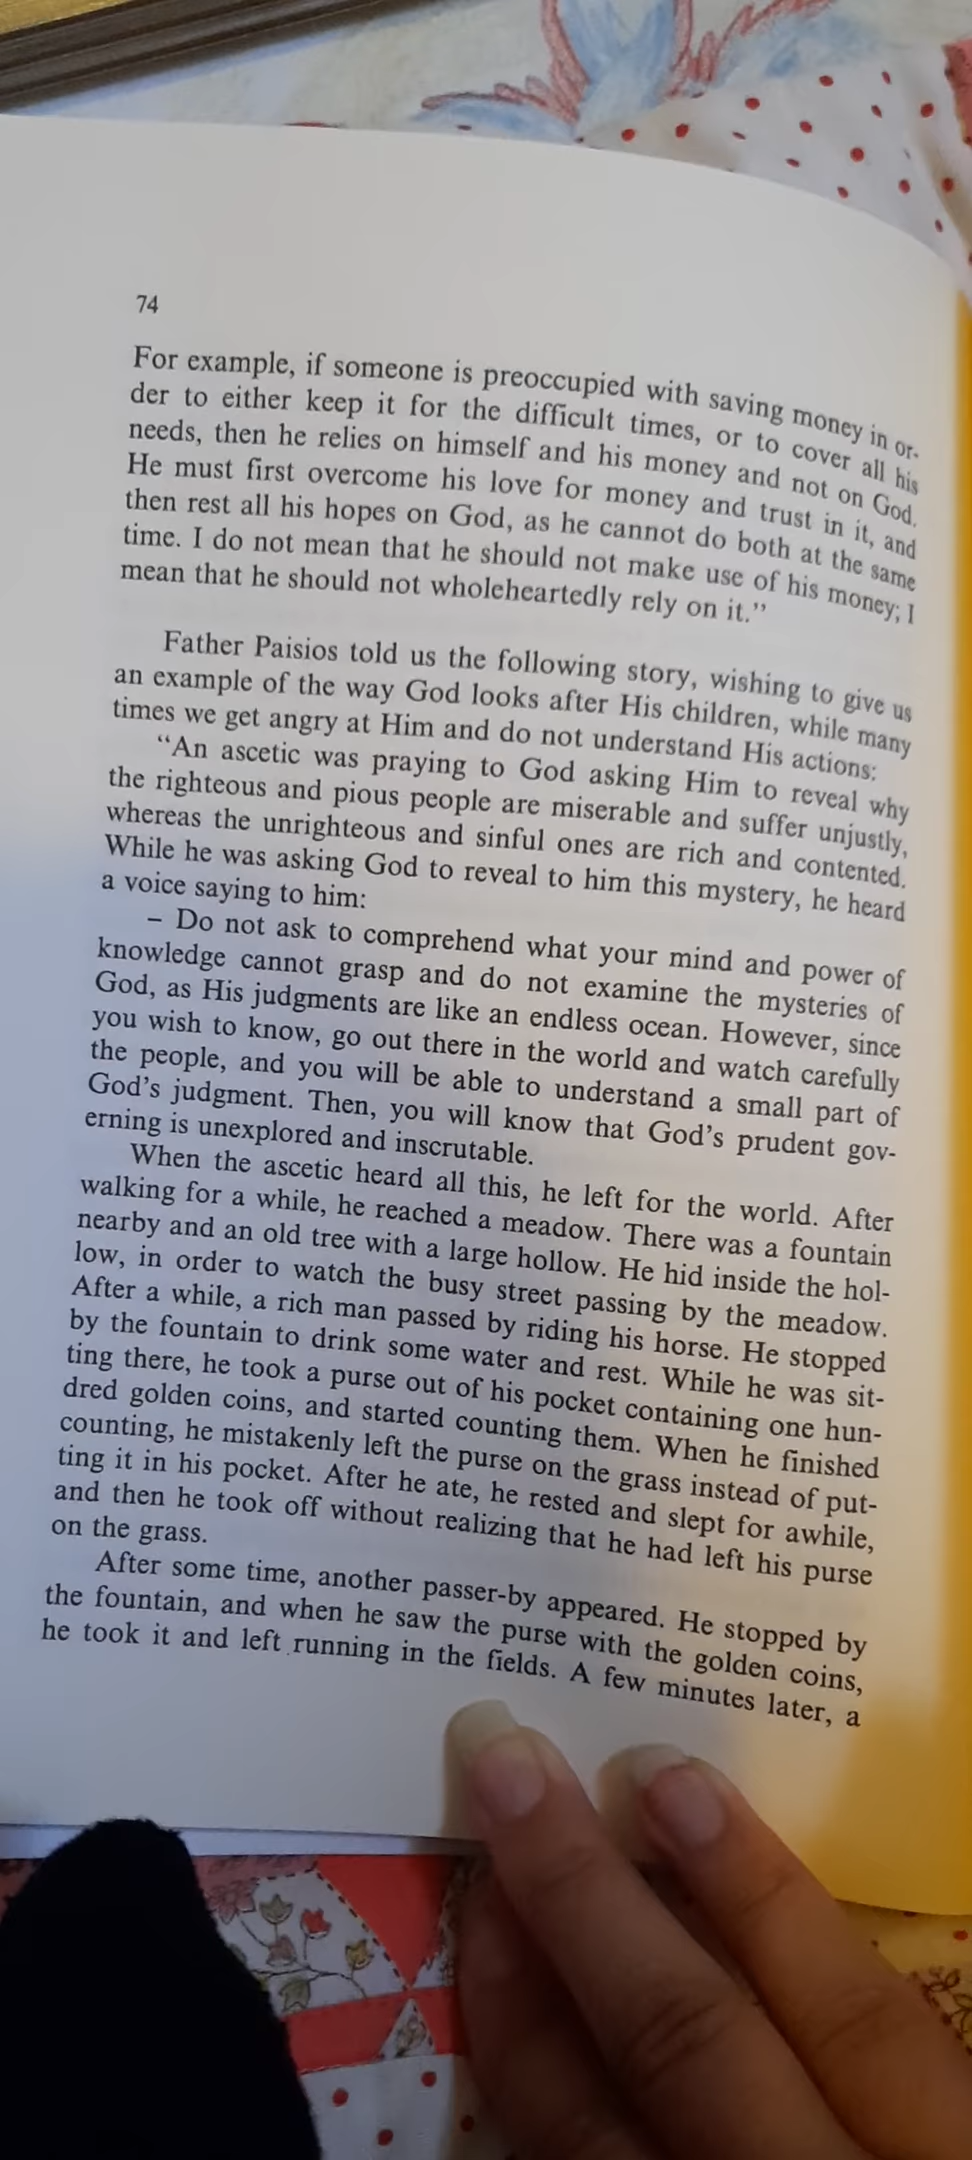 74
For example, if someone is preoccupied with saving money in or-
der to either keep it for the difficult times, or to cover all his
needs, then he relies on himself and his money and not on God.
He must first overcome his love for money and trust in it, and
then rest all his hopes on God, as he cannot do both at the same
time. I do not mean that he should not make use of his money; I
mean that he should not wholeheartedly rely on it.”
Father Paisios told us the following story, wishing to give us
an example of the way God looks after His children, while many
times we get angry at Him and do not understand His actions:
“An ascetic was praying to God asking Him to reveal why
the righteous and pious people are miserable and suffer unjustly,
whereas the unrighteous and sinful ones are rich and contented.
While he was asking God to reveal to him this mystery, he heard
a voice saying to him:
– Do not ask to comprehend what your mind and power of
knowledge cannot grasp and do not examine the mysteries of
God, as His judgments are like an endless ocean. However, since
you wish to know, go out there in the world and watch carefully
the people, and you will be able to understand a small part of
God’s judgment. Then, you will know that God’s prudent gov-
erning is unexplored and inscrutable.
When the ascetic heard all this, he left for the world. After
walking for a while, he reached a meadow. There was a fountain
nearby and an old tree with a large hollow. He hid inside the hol-
low, in order to watch the busy street passing by the meadow.
After a while, a rich man passed by riding his horse. He stopped
by the fountain to drink some water and rest. While he was sit-
ting there, he took a purse out of his pocket containing one hun-
dred golden coins, and started counting them. When he finished
counting, he mistakenly left the purse on the grass instead of put-
ting it in his pocket. After he ate, he rested and slept for awhile,
and then he took off without realizing that he had left his purse
on the grass.
After some time, another passer-by appeared. He stopped by
the fountain, and when he saw the purse with the golden coins,
he took it and left running in the fields. A few minutes later, a